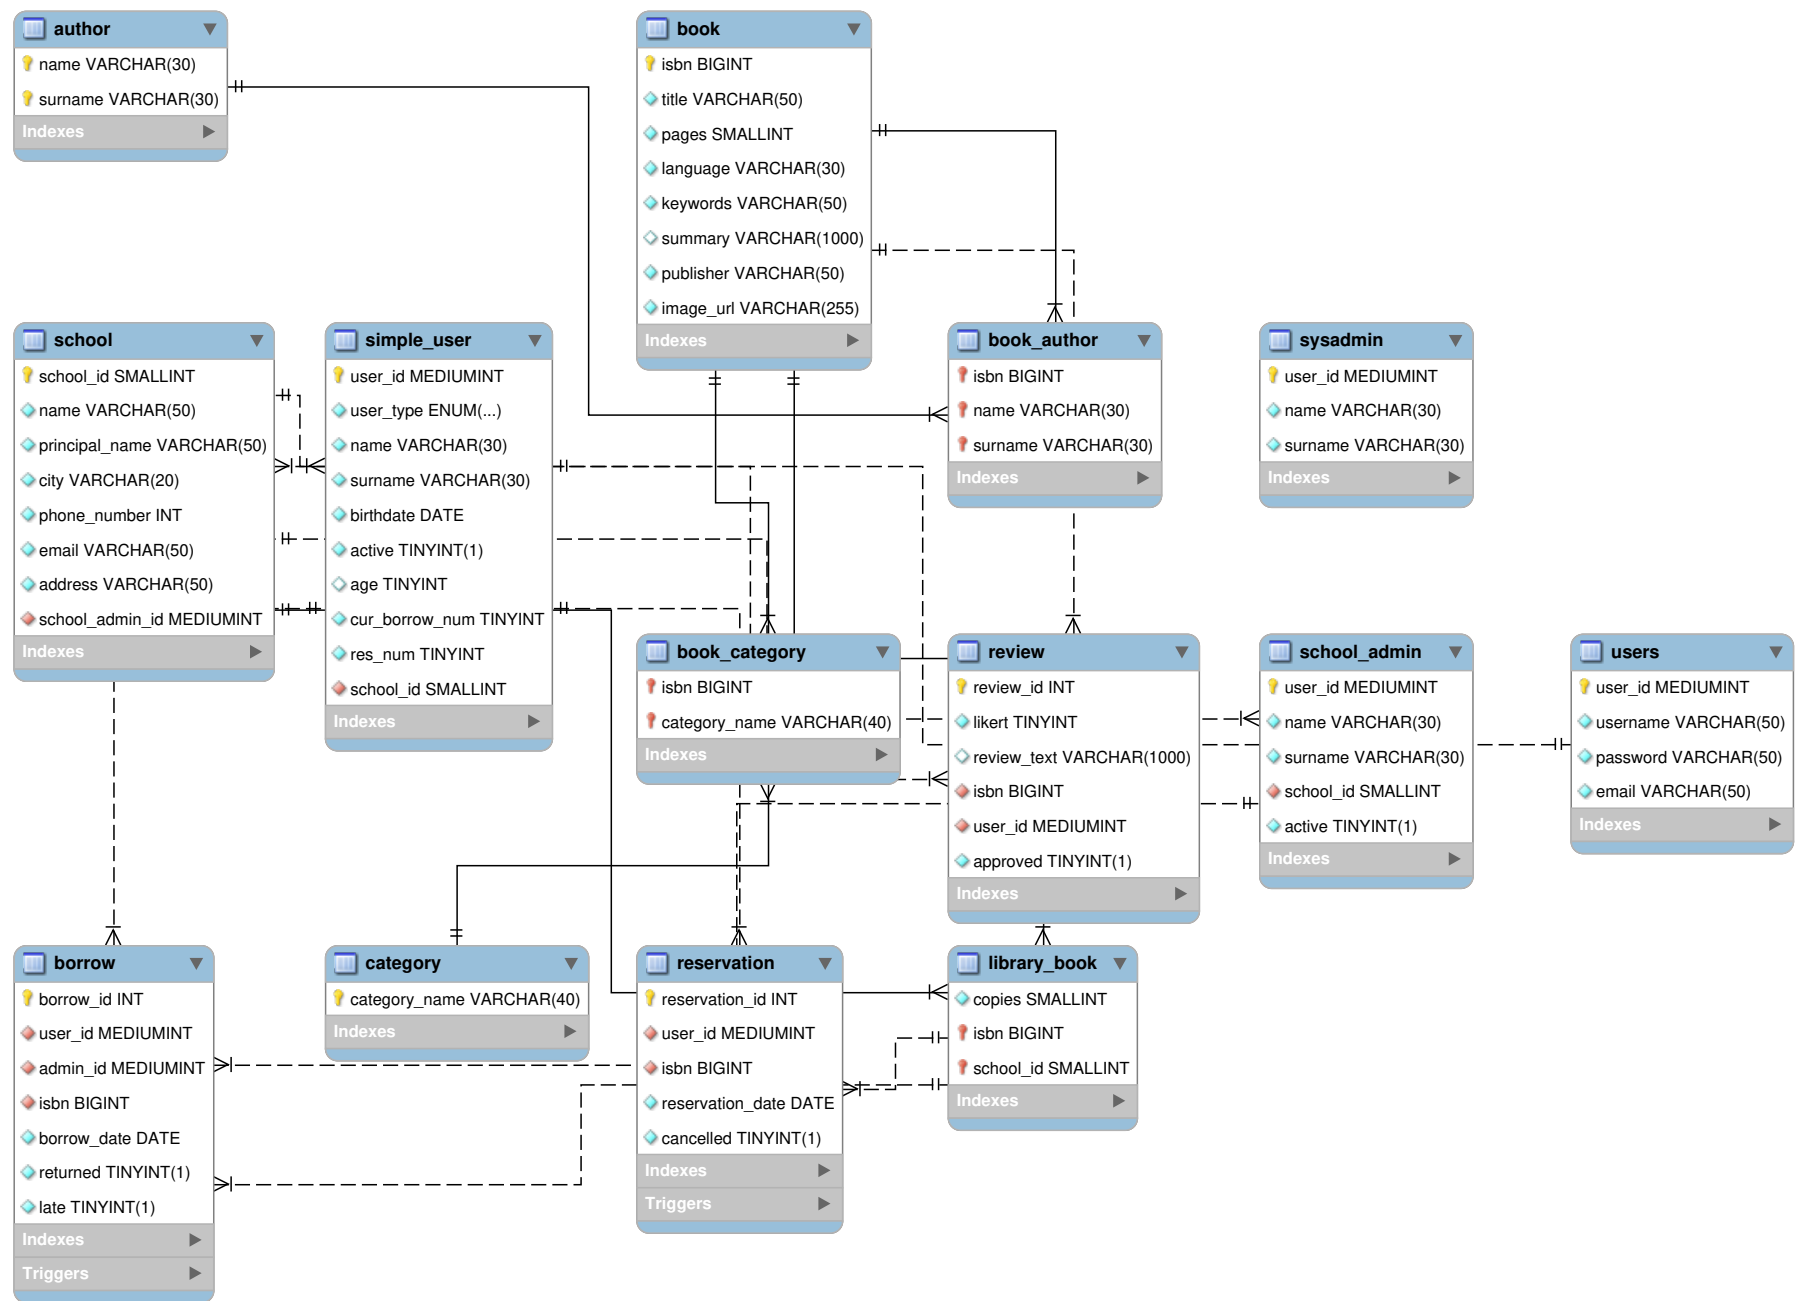 author
name VARCHAR(30)
surname VARCHAR(30)
Indexes
book
isbn BIGINT
title VARCHAR(50)
pages SMALLINT
language VARCHAR(30)
keywords VARCHAR(50)
summary VARCHAR(1000)
publisher VARCHAR(50)
image_url VARCHAR(255)
Indexes
school
school_id SMALLINT
name VARCHAR(50)
principal_name VARCHAR(50)
city VARCHAR(20)
phone_number INT
email VARCHAR(50)
address VARCHAR(50)
school_admin_id MEDIUMINT
Indexes
simple_user
user_id MEDIUMINT
user_type ENUM(...)
name VARCHAR(30)
surname VARCHAR(30)
birthdate DATE
active TINYINT(1)
age TINYINT
cur_borrow_num TINYINT
res_num TINYINT
school_id SMALLINT
Indexes
book_author
isbn BIGINT
name VARCHAR(30)
surname VARCHAR(30)
Indexes
sysadmin
user_id MEDIUMINT
name VARCHAR(30)
surname VARCHAR(30)
Indexes
book_category
isbn BIGINT
category_name VARCHAR(40)
Indexes
review
review_id INT
likert TINYINT
review_text VARCHAR(1000)
isbn BIGINT
user_id MEDIUMINT
approved TINYINT(1)
Indexes
school_admin
user_id MEDIUMINT
name VARCHAR(30)
surname VARCHAR(30)
school_id SMALLINT
active TINYINT(1)
Indexes
users
user_id MEDIUMINT
username VARCHAR(50)
password VARCHAR(50)
email VARCHAR(50)
Indexes
borrow
borrow_id INT
user_id MEDIUMINT
admin_id MEDIUMINT
isbn BIGINT
borrow_date DATE
returned TINYINT(1)
late TINYINT(1)
Indexes
Triggers
category
category_name VARCHAR(40)
Indexes
reservation
reservation_id INT
user_id MEDIUMINT
isbn BIGINT
reservation_date DATE
cancelled TINYINT(1)
Indexes
Triggers
library_book
copies SMALLINT
isbn BIGINT
school_id SMALLINT
Indexes